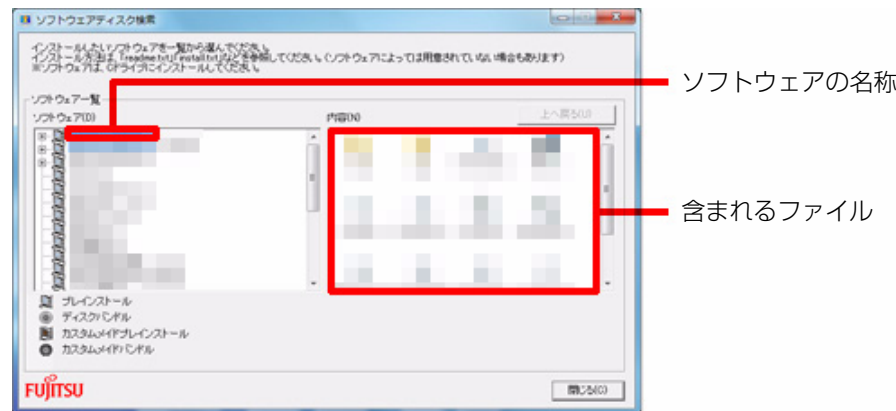 ソフトウェアディスク検索
インストールしたいソフトウェアを一覧から選んでください。
インストール方法は、「readme.txt」「install.txt」などを参照してください。(ソフトウェアによっては用意されていない場合もあります)
※ソフトウェアは、Cドライブにインストールしてください。
ソフトウェアの名称
ソフトウェア一覧
ソフトウェア(D)
内容(N)
上へ戻る(U)
含まれるファイル
プレインストール
ディスクバンドル
カスタムメイドプレインストール
カスタムメイドバンドル
FUJITSU
閉じる(C)